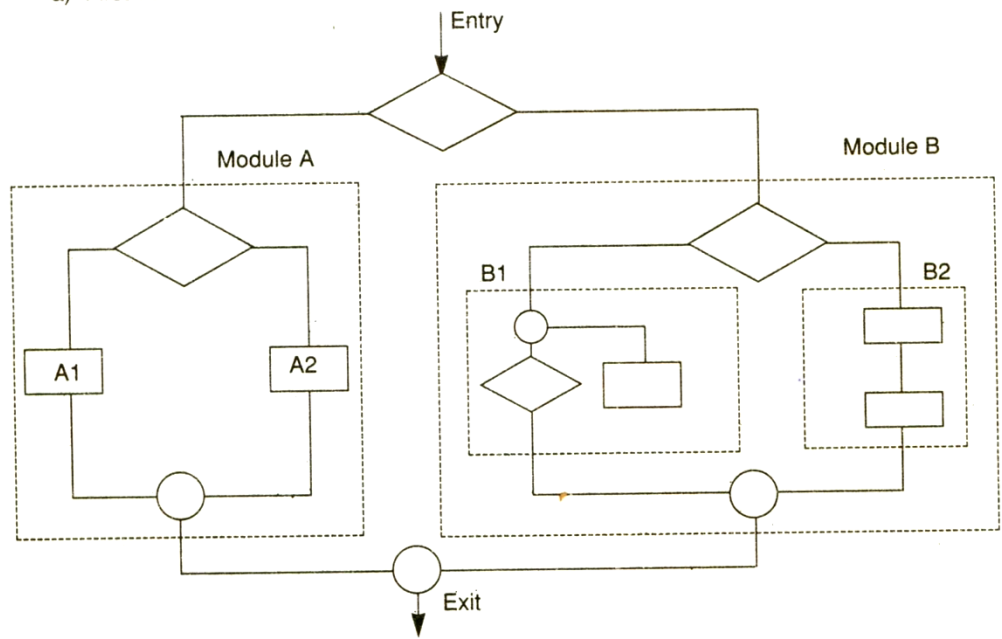 Entry
Module A
Module B
B1
B2
A1
A2
Exit